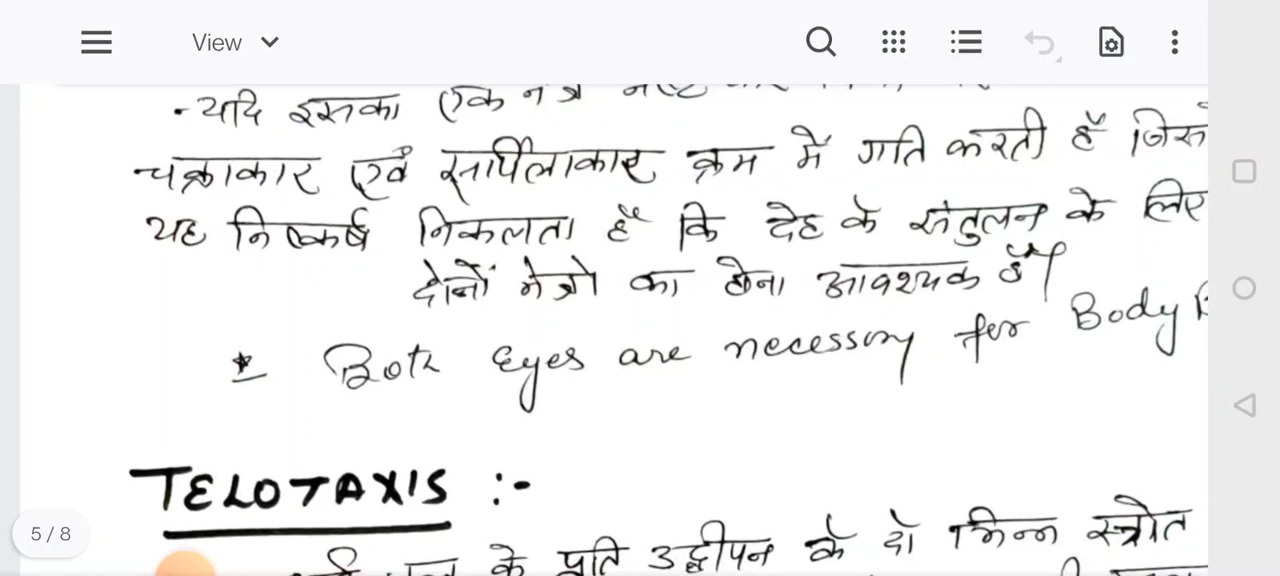 View
• यदि इसका एक नेत्र
चक्राकार एवं सर्पिलाकार क्रम में गति करती हैं जिस
यह निष्कर्ष निकलता है कि देह के संतुलन के लिए
दोनों नेत्रो का होना आवश्यक है।
* Both Eyes are necessory for Body
TELOTAXIS :-
के प्रति उद्दीपन के दो भिन्न स्त्रोत
5 / 8